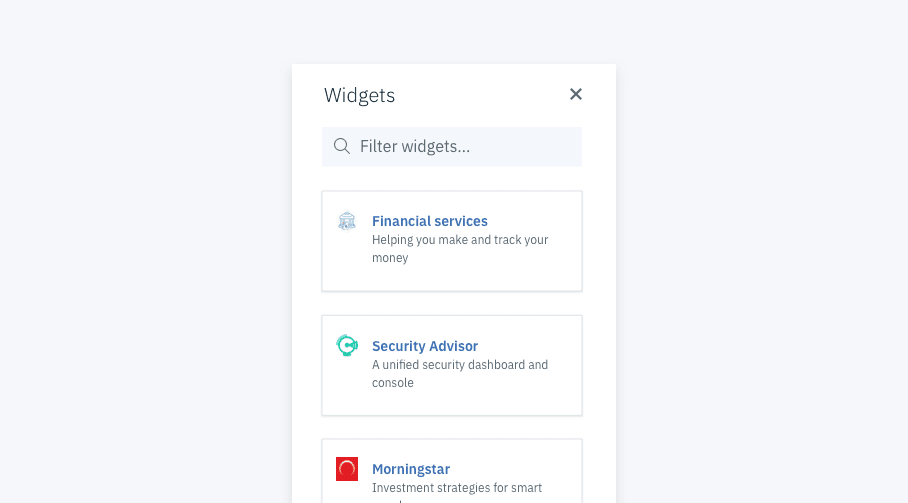 Widgets
Filter widgets...
Financial services
Helping you make and track your
money
Security Advisor
A unified security dashboard and
console
Morningstar
Investment strategies for smart